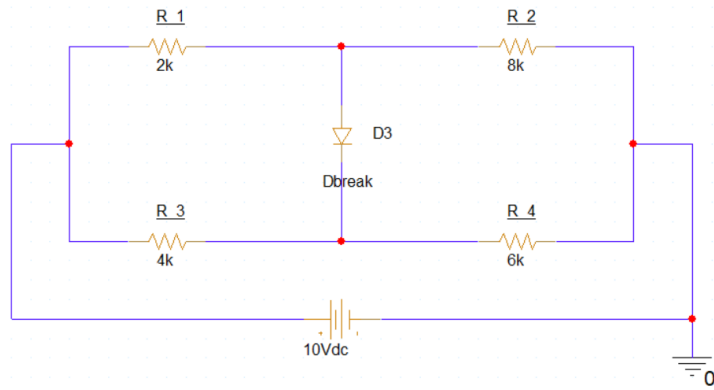 R_1
R_2
2k
8k
D3
Dbreak
R_3
R_4
4k
6k
+
-
10Vdc
0